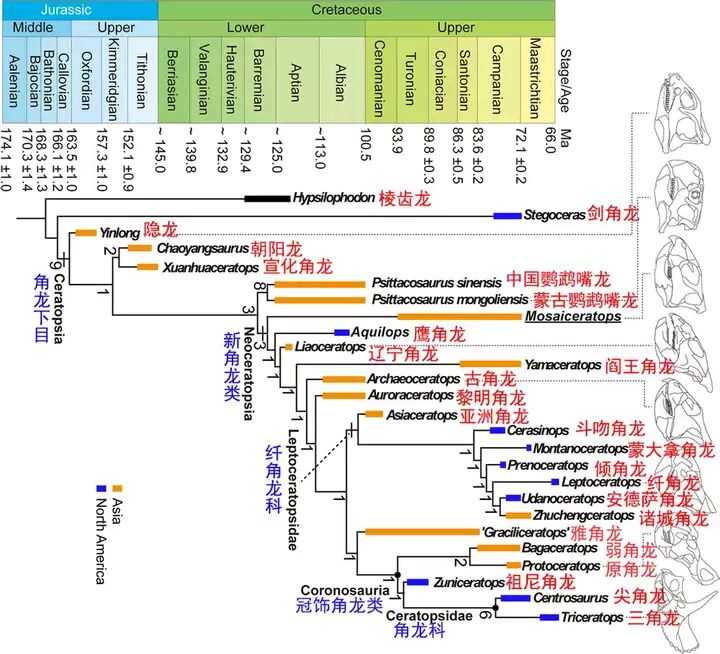 Jurassic
Cretaceous
Middle
Upper
Lower
Upper
Aalenian
Bajocian
Bathonian
Callovian
Oxfordian
Kimmeridgian
Tithonian
Berriasian
Valanginian
Hauterivian
Barremian
Aptian
Albian
Cenomanian
Turonian
Coniacian
Santonian
Campanian
Maastrichtian
Stage/Age
174.1 ± 1.0
170.3 ± 1.4
168.3 ± 1.3
166.1 ± 1.2
163.5 ± 1.0
157.3 ± 1.0
152.1 ±0.9
~ 145.0
~ 139.8
~ 132.9
~ 129.4
~ 125.0
~113.0
100.5
93.9
89.8 ±0.3
86.3 ±0.5
83.6 ±0.2
72.1 ±0.2
66.0
Ma
Hypsilophodon 棱齿龙
Stegoceras 剑角龙
Yinlong 隐龙
2
Chaoyangsaurus 朝阳龙
9
Ceratopsia
角龙下目
Xuanhuaceratops 宣化角龙
1
8
Psittacosaurus sinensis 中国鹦鹉嘴龙
Psittacosaurus mongoliensis 蒙古鹦鹉嘴龙
3
Mosaiceratops
Neoceratopsia
新角龙类
3
Aquilops 鹰角龙
Liaoceratops 辽宁角龙
1
Yamaceratops 阎王角龙
1
Archaeoceratops 古角龙
1
Auroraceratops 黎明角龙
1
Asiaceratops 亚洲角龙
Leptoceratopsidae
纤角龙科
Cerasinops 斗吻角龙
1
Montanoceratops 蒙大拿角龙
1
Prenoceratops 倾角龙
1
Leptoceratops 纤角龙
1
Udanoceratops 安德萨角龙
1
Zhuchengceratops 诸城角龙
1
'Graciliceratops' 雅角龙
Bagaceratops 弱角龙
2
Protoceratops 原角龙
1
Coronosauria
冠饰角龙类
1
Zuniceratops 祖尼角龙
Centrosaurus 尖角龙
Ceratopsidae
角龙科
6
Triceratops 三角龙
Asia
North America